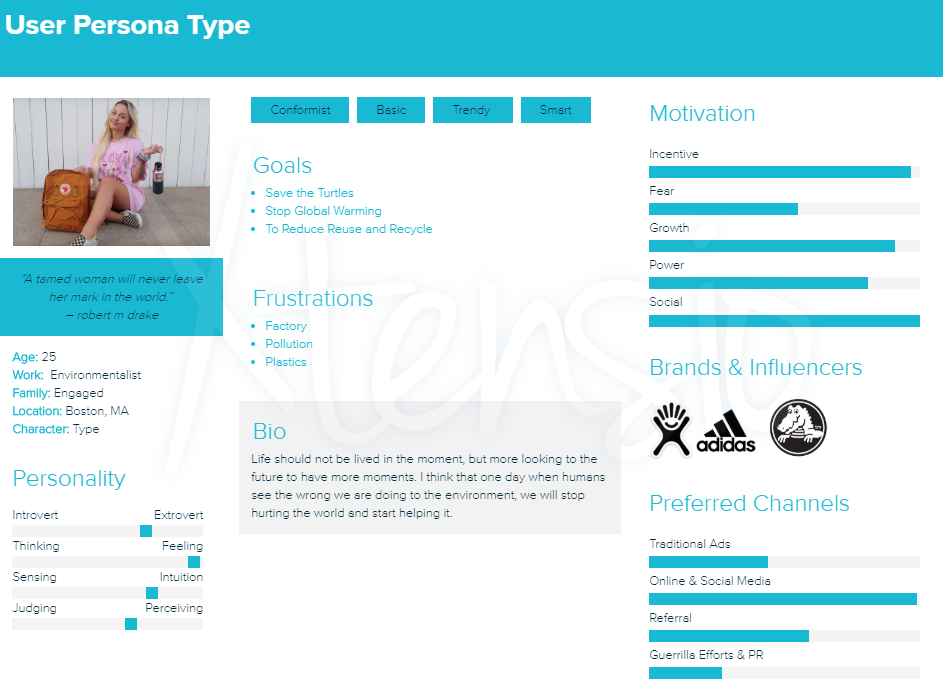 User Persona Type
"A tamed woman will never leave
her mark in the world."
– robert m drake
Age: 25
Work: Environmentalist
Family: Engaged
Location: Boston, MA
Character: Type
Personality
Introvert Extrovert
Thinking Feeling
Sensing Intuition
Judging Perceiving
Conformist Basic Trendy Smart
Goals
Save the Turtles
Stop Global Warming
To Reduce Reuse and Recycle
Frustrations
Factory
Pollution
Plastics
Bio
Life should not be lived in the moment, but more looking to the
future to have more moments. I think that one day when humans
see the wrong we are doing to the environment, we will stop
hurting the world and start helping it.
Motivation
Incentive
Fear
Growth
Power
Social
Brands & Influencers
adidas
Preferred Channels
Traditional Ads
Online & Social Media
Referral
Guerrilla Efforts & PR
Xtensio